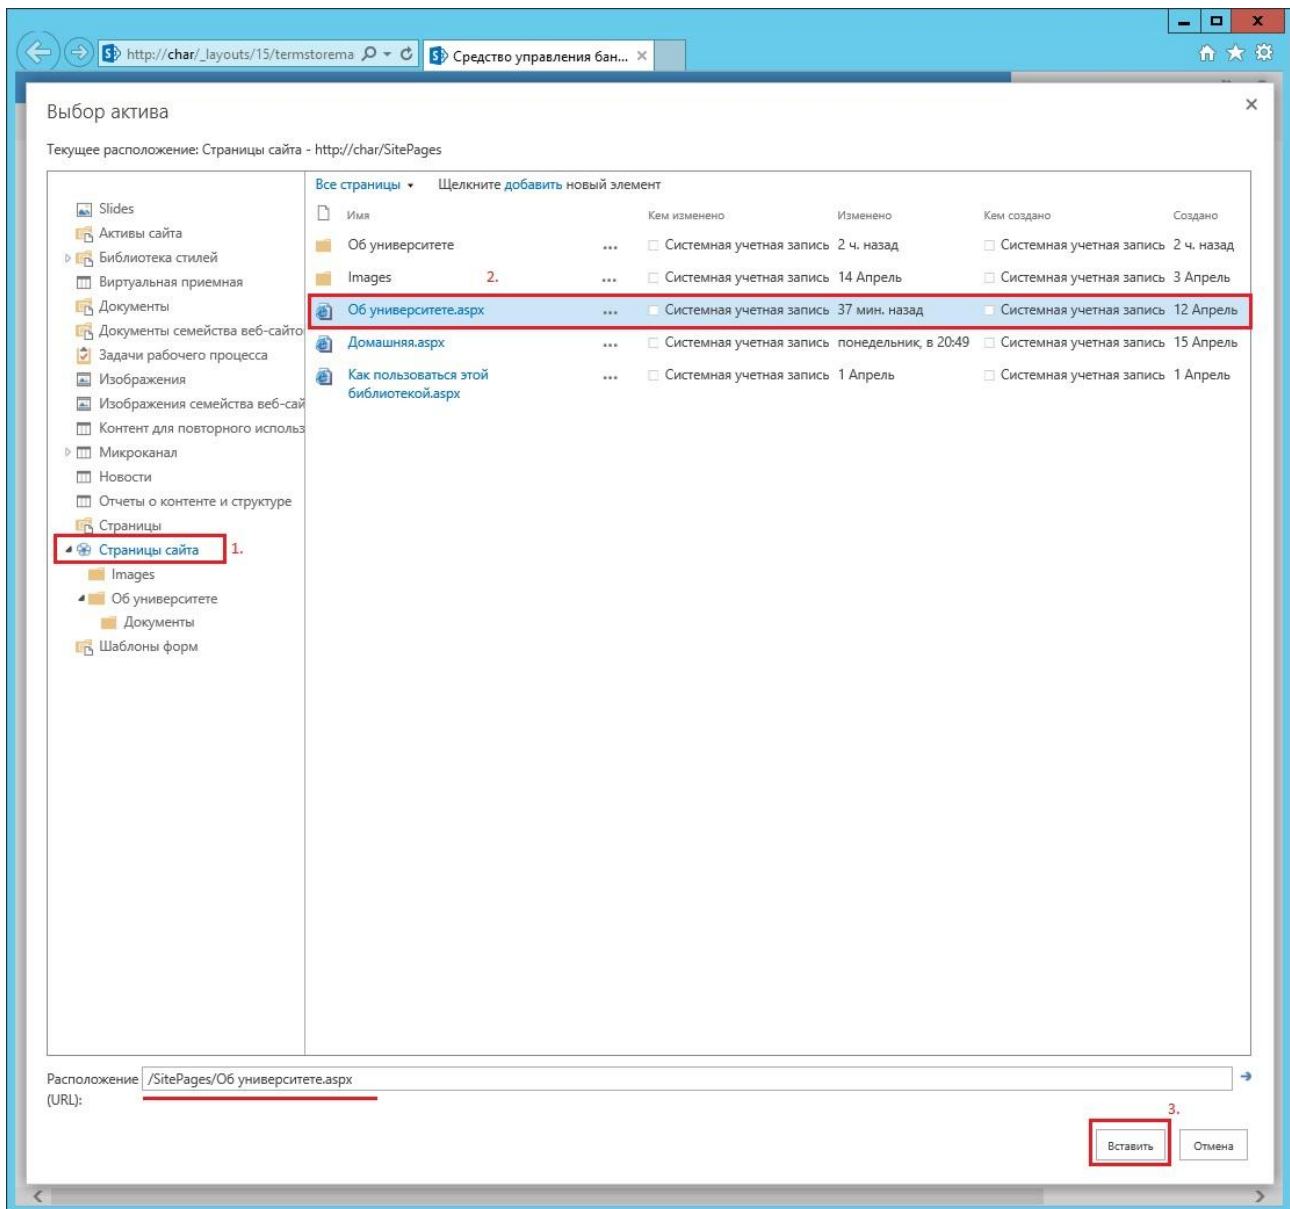 http://char/_layouts/15/termstorema
Средство управления бан...
Выбор актива
Текущее расположение: Страницы сайта - http://char/SitePages
Slides
Активы сайта
Библиотека стилей
Виртуальная приемная
Документы
Документы семейства веб-сайто
Задачи рабочего процесса
Изображения
Изображения семейства веб-сай
Контент для повторного использ
Микроканал
Новости
Отчеты о контенте и структуре
Страницы
Страницы сайта 1.
Images
Об университете
Документы
Шаблоны форм
Все страницы Щелкните добавить новый элемент
Имя Кем изменено Изменено Кем создано Создано
Об университете ... Системная учетная запись 2 ч. назад Системная учетная запись 2 ч. назад
Images 2. ... Системная учетная запись 14 Апрель Системная учетная запись 3 Апрель
Об университете.aspx ... Системная учетная запись 37 мин. назад Системная учетная запись 12 Апрель
Домашняя.aspx ... Системная учетная запись понедельник, в 20:49 Системная учетная запись 15 Апрель
Как пользоваться этой ... Системная учетная запись 1 Апрель Системная учетная запись 1 Апрель
библиотекой.aspx
Расположение /SitePages/Об университете.aspx
(URL):
3.
Вставить Отмена